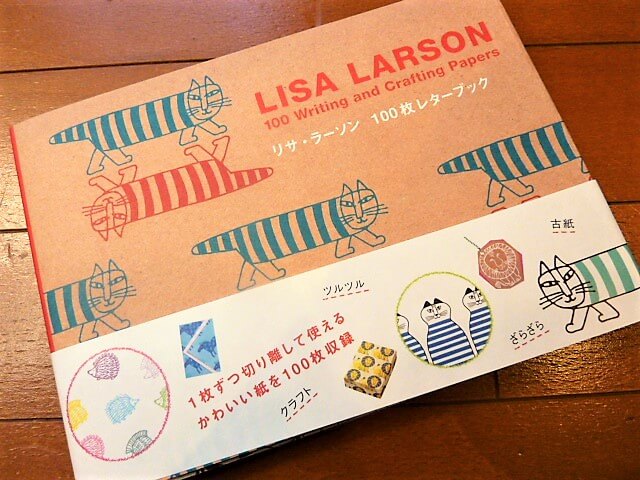 LISA LARSON
100 Writing and Crafting Papers
リサ・ラーソン 100枚レターブック
古紙
ツルツル
ざらざら
1枚ずつ切り離して使える
かわいい紙を100枚収録
クラフト